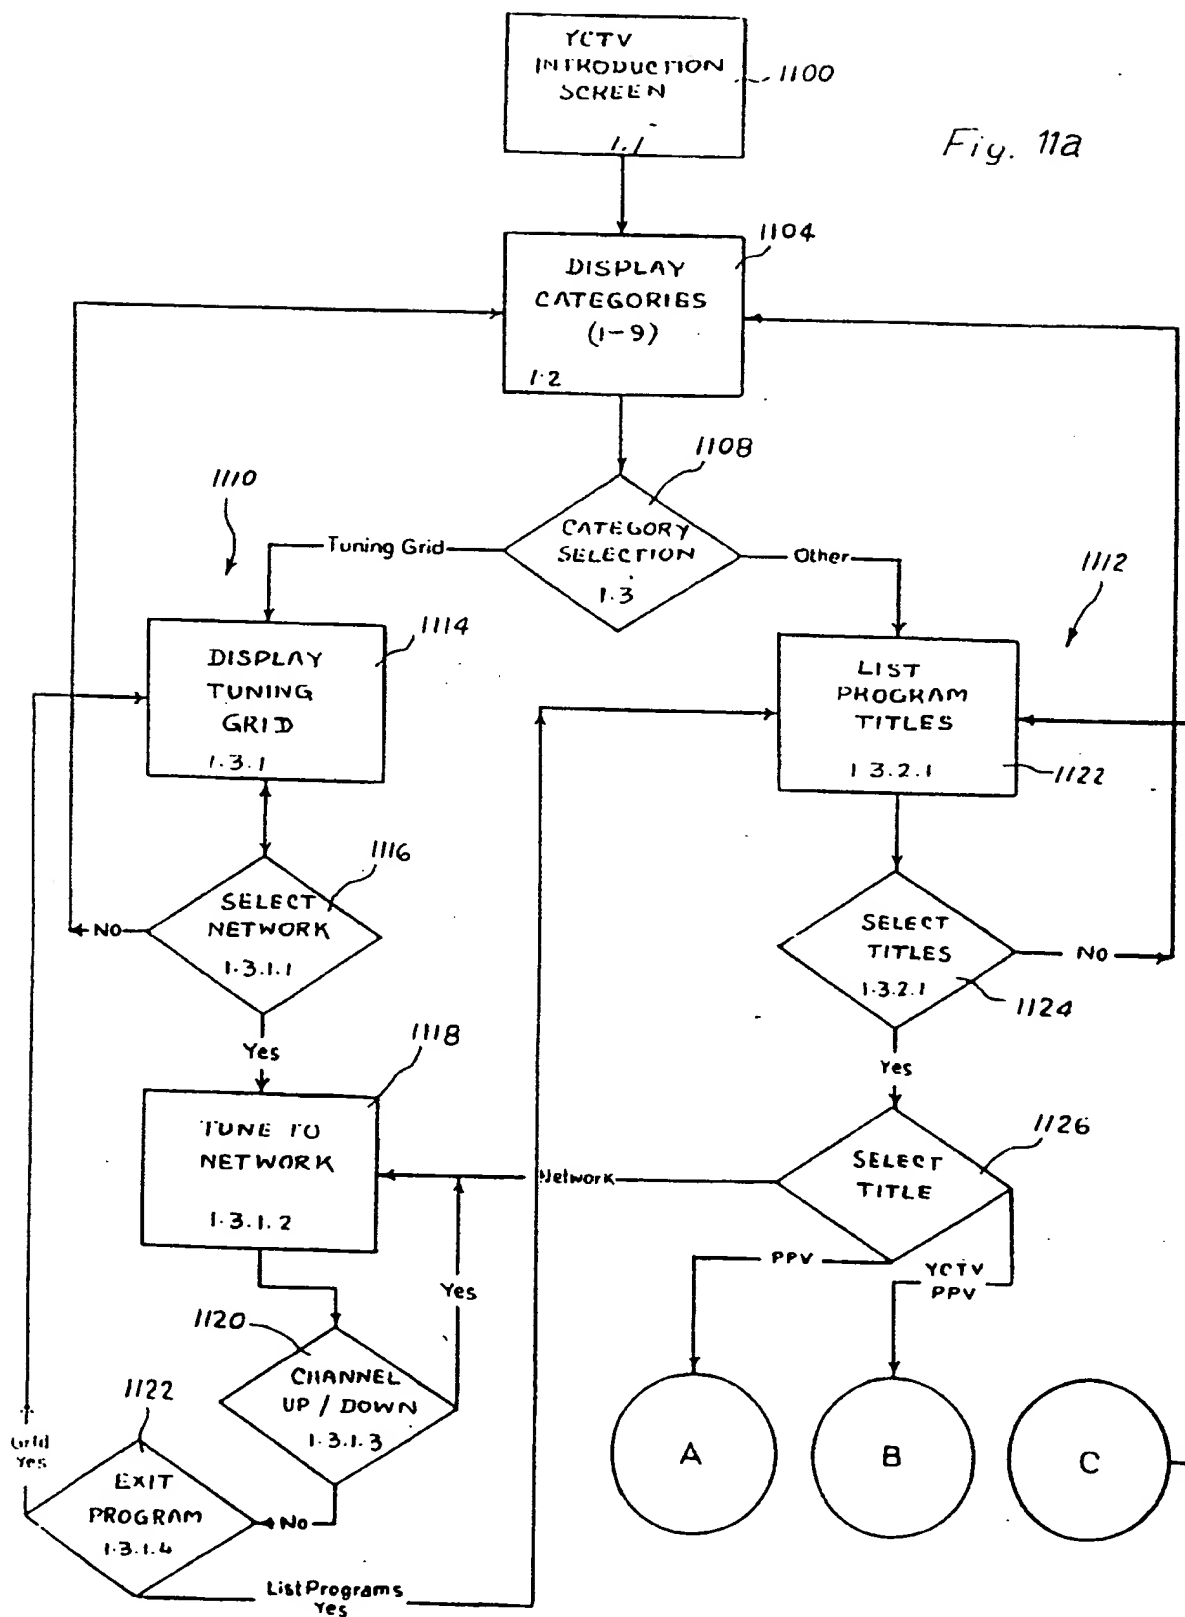 YCTV
INTRODUCTION
SCREEN
1.1
1100
Fig. 11a
1104
DISPLAY
CATEGORIES
(1-9)
1.2
1108
CATEGORY
SELECTION
1.3
1110
Tuning Grid
Other
1112
1114
DISPLAY
TUNING
GRID
1.3.1
LIST
PROGRAM
TITLES
1 3.2.1
1122
1116
SELECT
NETWORK
1.3.1.1
No
Yes
SELECT
TITLES
1.3.2.1
1124
NO
Yes
1118
TUNE TO
NETWORK
1.3.1.2
1126
SELECT
TITLE
Network
PPV
YCTV
PPV
Yes
1120
CHANNEL
UP / DOWN
1.3.1.3
1122
Grid
Yes
EXIT
PROGRAM
1.3.1.4
No
List Programs
Yes
A
B
C